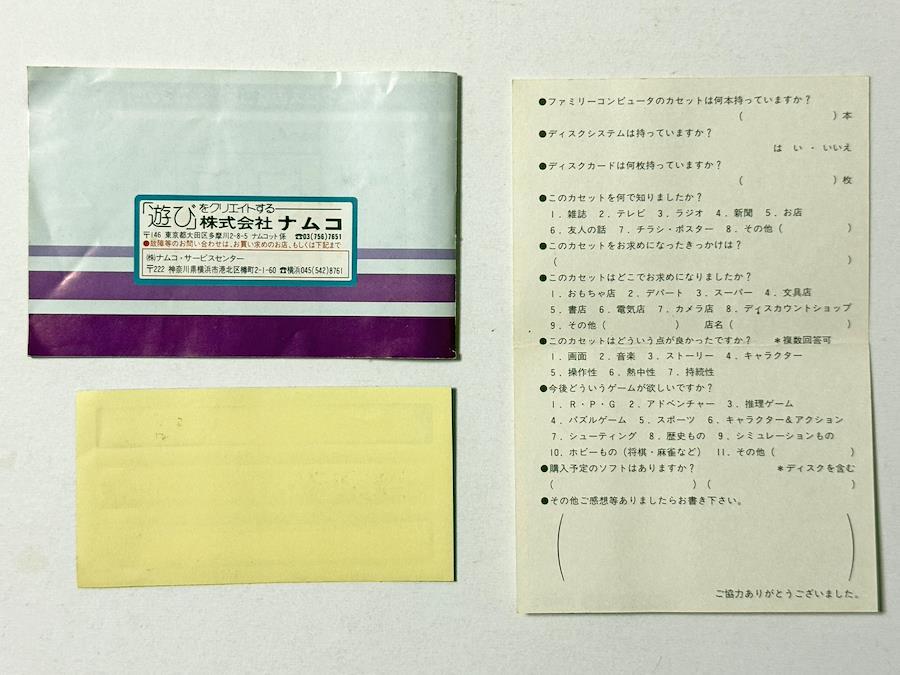 「遊び」をクリエイトする
株式会社 ナムコ
〒146 東京都大田区多摩川2-8-5 ナムコット係 ☎03(756)7651
●故障等のお問い合わせは、お買い求めのお店、もしくは下記まで
㈱ナムコ・サービスセンター
〒222 神奈川県横浜市港北区樽町2-1-60 ☎横浜045(542)8761
●ファミリーコンピュータのカセットは何本持っていますか？
（　　　　　　）本
●ディスクシステムは持っていますか？
は い ・ いいえ
●ディスクカードは何枚持っていますか？
（　　　　　　）枚
●このカセットを何で知りましたか？
1．雑誌 2．テレビ 3．ラジオ 4．新聞 5．お店
6．友人の話 7．チラシ・ポスター 8．その他（　　　　）
●このカセットをお求めになったきっかけは？
（　　　　　　　　　　　　　　　　）
●このカセットはどこでお求めになりましたか？
1．おもちゃ店 2．デパート 3．スーパー 4．文具店
5．書店 6．電気店 7．カメラ店 8．ディスカウントショップ
9．その他（　　　　　） 店名（　　　　　　　　）
●このカセットはどういう点が良かったですか？ ＊複数回答可
1．画面 2．音楽 3．ストーリー 4．キャラクター
5．操作性 6．熱中性 7．持続性
●今後どういうゲームが欲しいですか？
1．R・P・G 2．アドベンチャー 3．推理ゲーム
4．パズルゲーム 5．スポーツ 6．キャラクター&アクション
7．シューティング 8．歴史もの 9．シミュレーションもの
10．ホビーもの（将棋・麻雀など） 11．その他（　　　　　）
●購入予定のソフトはありますか？ ＊ディスクを含む
（　　　　　　　　　）（　　　　　　　　　　　）
●その他ご感想等ありましたらお書き下さい。
（　　　　　　　　　　　　　　　　）
ご協力ありがとうございました。